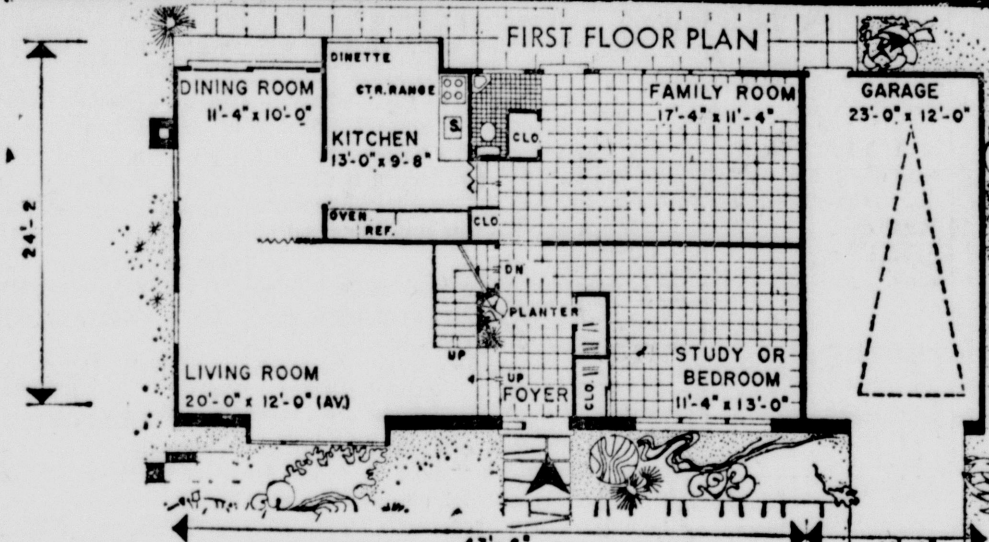 FIRST FLOOR PLAN
DINETTE
DINING ROOM
11'-4" x 10'-0"
CTR. RANGE
FAMILY ROOM
17'-4" x 11'-4"
GARAGE
23'-0" x 12'-0"
KITCHEN
13'-0" x 9'-8"
S
CLO.
24'-2
OVEN
REF.
CLO
DN
PLANTER
UP
UP
FOYER
CLO.
LIVING ROOM
20'-0" x 12'-0" (AV.)
STUDY OR
BEDROOM
11'-4" x 13'-0"